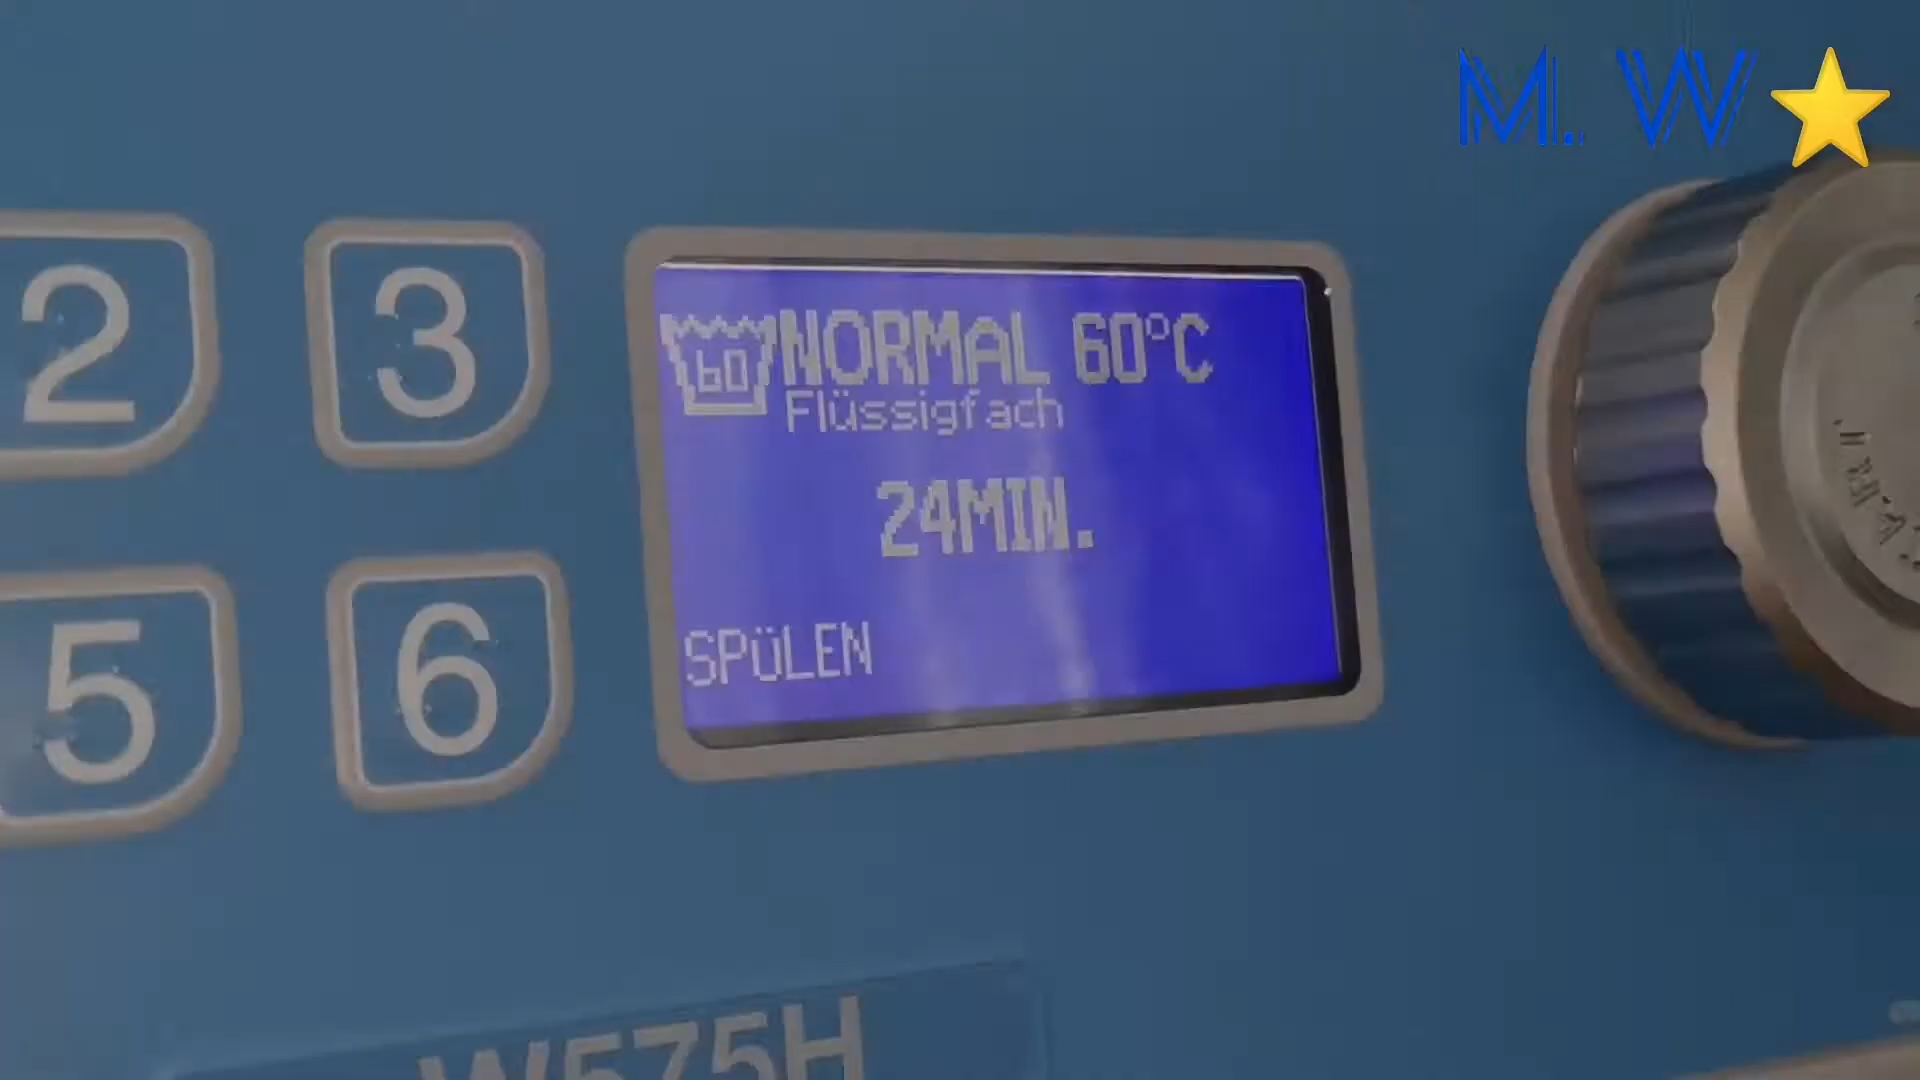 M. W
2
3
60
NORMAL 60°C
Flüssigfach
24MIN.
SPÜLEN
5
6
W575H